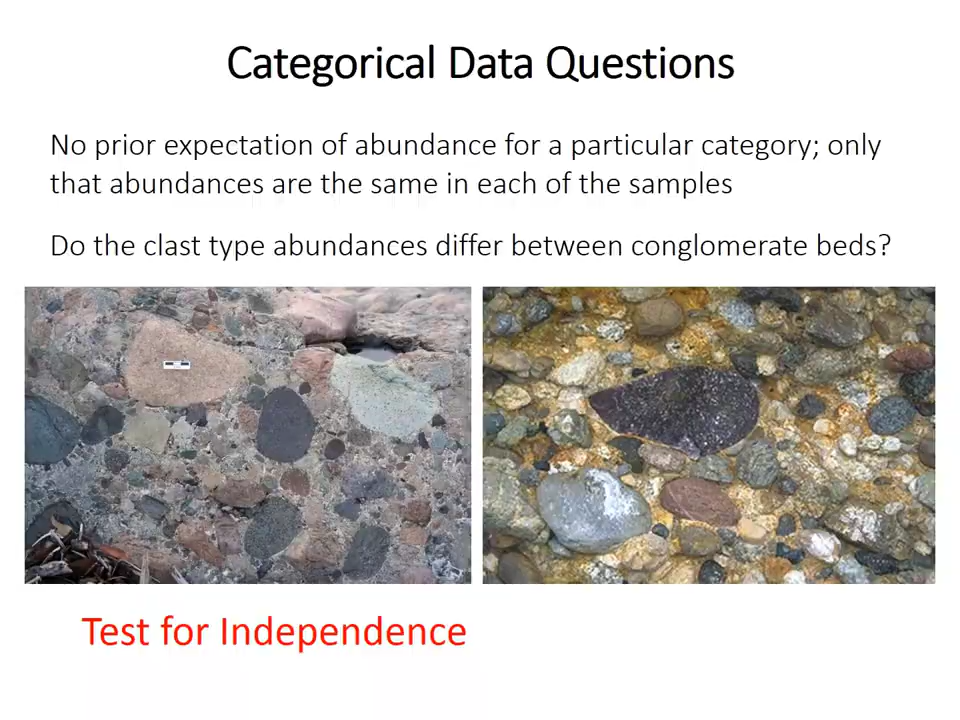 Categorical Data Questions
No prior expectation of abundance for a particular category; only
that abundances are the same in each of the samples
Do the clast type abundances differ between conglomerate beds?
Test for Independence